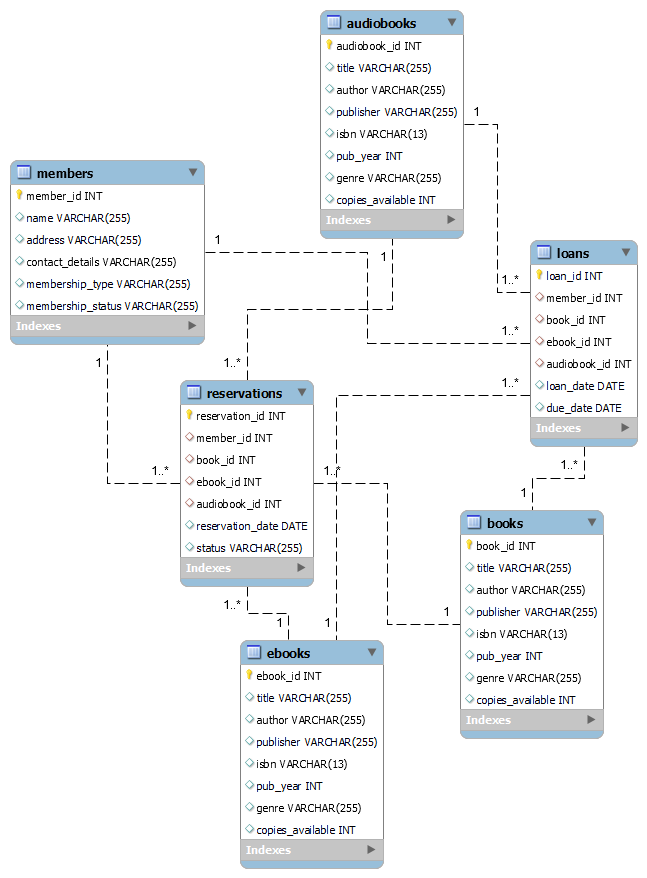 audiobooks
audiobook_id INT
title VARCHAR(255)
author VARCHAR(255)
publisher VARCHAR(255)
isbn VARCHAR(13)
pub_year INT
genre VARCHAR(255)
copies_available INT
Indexes
1
1
members
member_id INT
name VARCHAR(255)
address VARCHAR(255)
contact_details VARCHAR(255)
membership_type VARCHAR(255)
membership_status VARCHAR(255)
Indexes
1
1
loans
loan_id INT
member_id INT
book_id INT
ebook_id INT
audiobook_id INT
loan_date DATE
due_date DATE
Indexes
1..*
1..*
1..*
1..*
reservations
reservation_id INT
member_id INT
book_id INT
ebook_id INT
audiobook_id INT
reservation_date DATE
status VARCHAR(255)
Indexes
1..*
1..*
1..*
1..*
books
book_id INT
title VARCHAR(255)
author VARCHAR(255)
publisher VARCHAR(255)
isbn VARCHAR(13)
pub_year INT
genre VARCHAR(255)
copies_available INT
Indexes
1
1
ebooks
ebook_id INT
title VARCHAR(255)
author VARCHAR(255)
publisher VARCHAR(255)
isbn VARCHAR(13)
pub_year INT
genre VARCHAR(255)
copies_available INT
Indexes
1
1